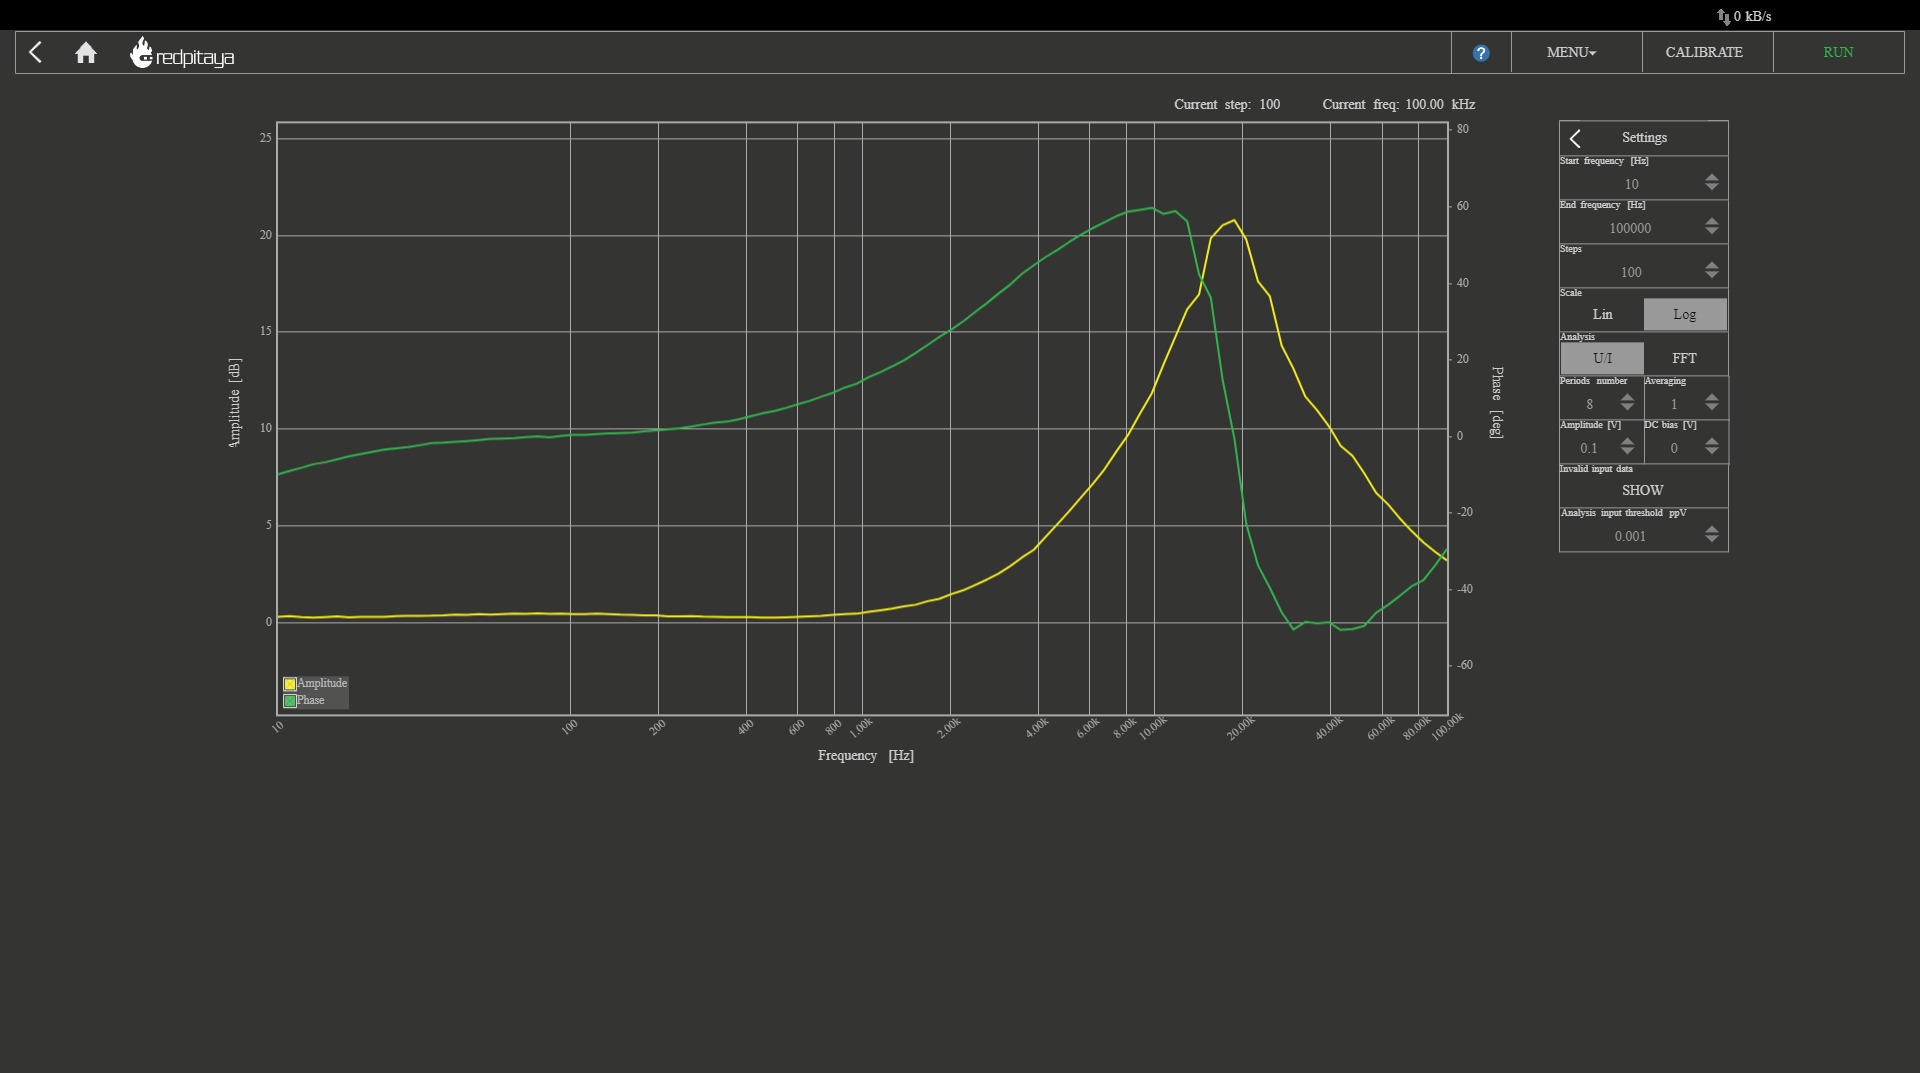 0 kB/s
redpitaya
?
MENU
CALIBRATE
RUN
Current step: 100 Current freq: 100.00 kHz
25
20
15
10
5
0
Amplitude [dB]
80
60
40
20
0
-20
-40
-60
Phase [deg]
Amplitude
Phase
10 100 200 400 600 800 1.00k 2.00k 4.00k 6.00k 8.00k 10.00k 20.00k 40.00k 60.00k 80.00k 100.00k
Frequency [Hz]
Settings
Start frequency [Hz]
10
End frequency [Hz]
100000
Steps
100
Scale
Lin Log
Analysis
U/I FFT
Periods number Averaging
8 1
Amplitude [V] DC bias [V]
0.1 0
Invalid input data
SHOW
Analysis input threshold ppV
0.001